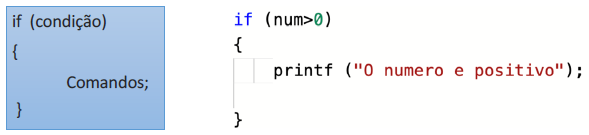 if (condição)
{
Comandos;
}
if (num>0)
{
printf ("O numero e positivo");
}